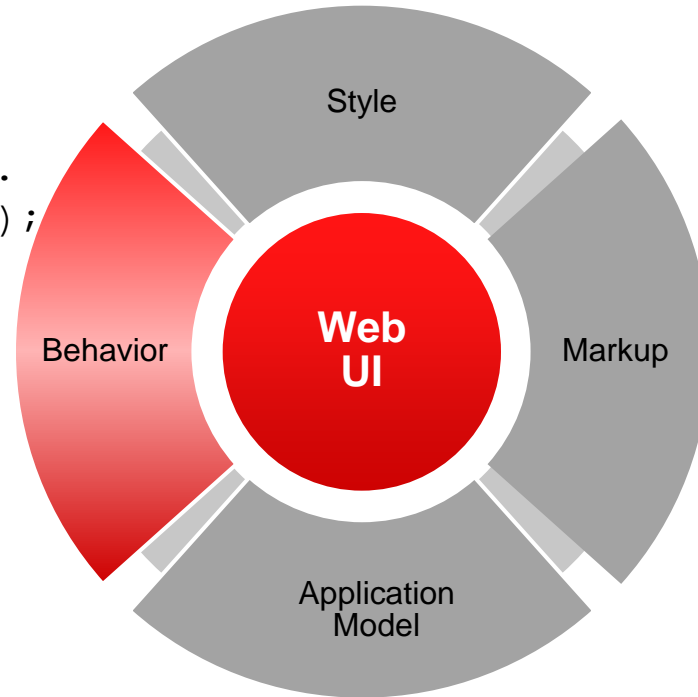 Style
.
);
Behavior
Web
UI
Markup
Application
Model